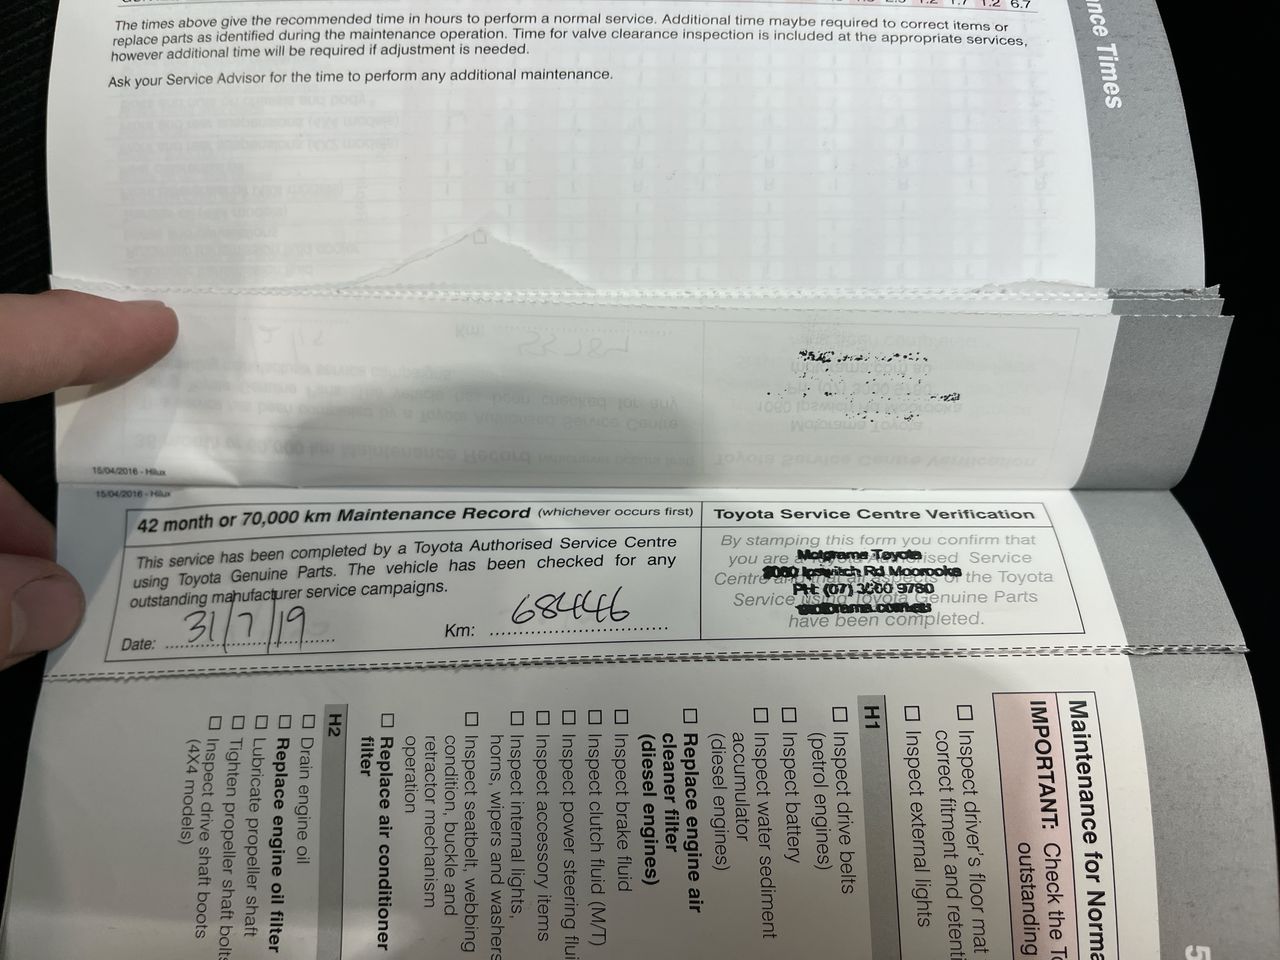 1.2 6.7
The times above give the recommended time in hours to perform a normal service. Additional time maybe required to correct items or
replace parts as identified during the maintenance operation. Time for valve clearance inspection is included at the appropriate services,
however additional time will be required if adjustment is needed.
Ask your Service Advisor for the time to perform any additional maintenance.
nce Times
15/04/2016 - Hilux
15/04/2016 - Hilux
42 month or 70,000 km Maintenance Record (whichever occurs first)
This service has been completed by a Toyota Authorised Service Centre
using Toyota Genuine Parts. The vehicle has been checked for any
outstanding manufacturer service campaigns.
Date: 31/7/19
Km: 68446
Toyota Service Centre Verification
By stamping this form you confirm that
you are a Toyota Authorised Service
Centre and that all aspects of the Toyota
Service using Toyota Genuine Parts
have been completed.
Motorama Toyota
1060 Ipswich Rd Moorooka
PH: (07) 3000 9780
Maintenance for Norma
IMPORTANT: Check the To
outstanding
☐ Inspect driver's floor mat
correct fitment and retenti
☐ Inspect external lights
H1
☐ Inspect drive belts
(petrol engines)
☐ Inspect battery
☐ Inspect water sediment
accumulator
(diesel engines)
☐ Replace engine air
cleaner filter
(diesel engines)
☐ Inspect brake fluid
☐ Inspect clutch fluid (M/T)
☐ Inspect power steering flui
☐ Inspect accessory items
☐ Inspect internal lights,
horns, wipers and washers
☐ Inspect seatbelt, webbing
condition, buckle and
retractor mechanism
operation
☐ Replace air conditioner
filter
H2
☐ Drain engine oil
☐ Replace engine oil filter
☐ Lubricate propeller shaft
☐ Tighten propeller shaft bolts
☐ Inspect drive shaft boots
(4X4 models)
5